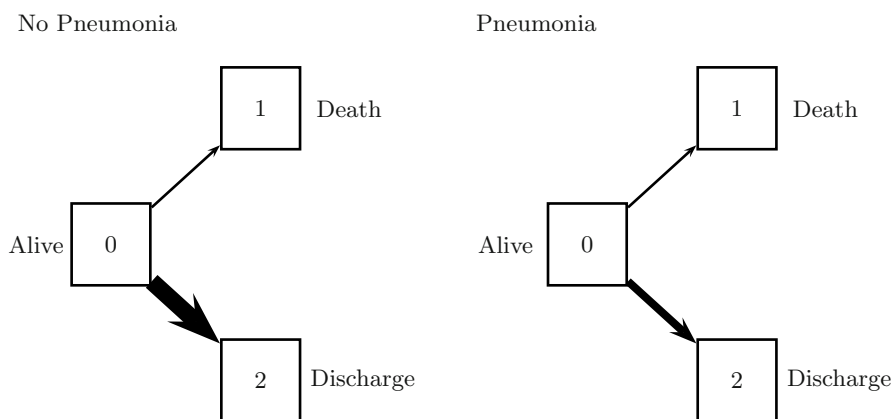 No Pneumonia
1 Death
Alive 0
2 Discharge
Pneumonia
1 Death
Alive 0
2 Discharge